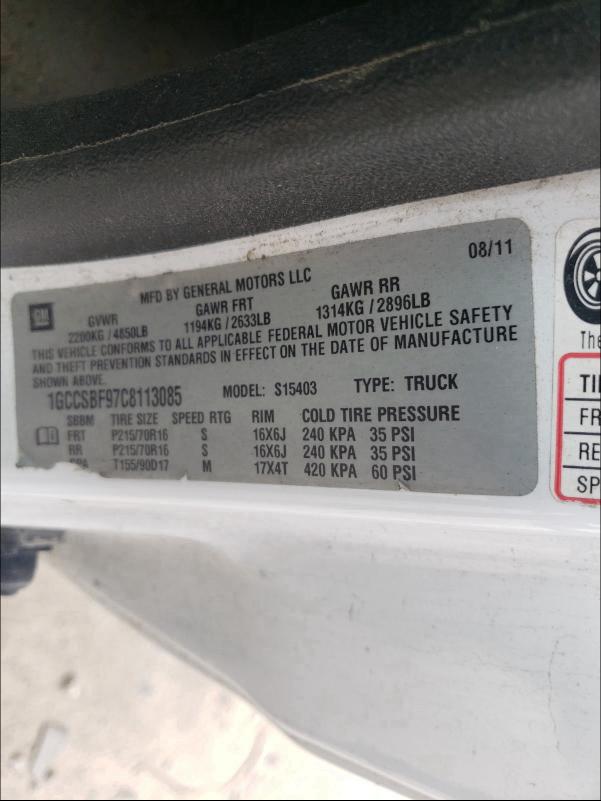 08/11
MFD BY GENERAL MOTORS LLC
GM
GVWR GAWR FRT GAWR RR
2200KG / 4850LB 1194KG / 2633LB 1314KG / 2896LB
THIS VEHICLE CONFORMS TO ALL APPLICABLE FEDERAL MOTOR VEHICLE SAFETY
AND THEFT PREVENTION STANDARDS IN EFFECT ON THE DATE OF MANUFACTURE
SHOWN ABOVE.
1GCCSBF97C8113085 MODEL: S15403 TYPE: TRUCK
SBBM TIRE SIZE SPEED RTG RIM COLD TIRE PRESSURE
FRT P215/70R16 S 16X6J 240 KPA 35 PSI
RR P215/70R16 S 16X6J 240 KPA 35 PSI
T155/90D17 M 17X4T 420 KPA 60 PSI
The
TI
FR
RE
SP